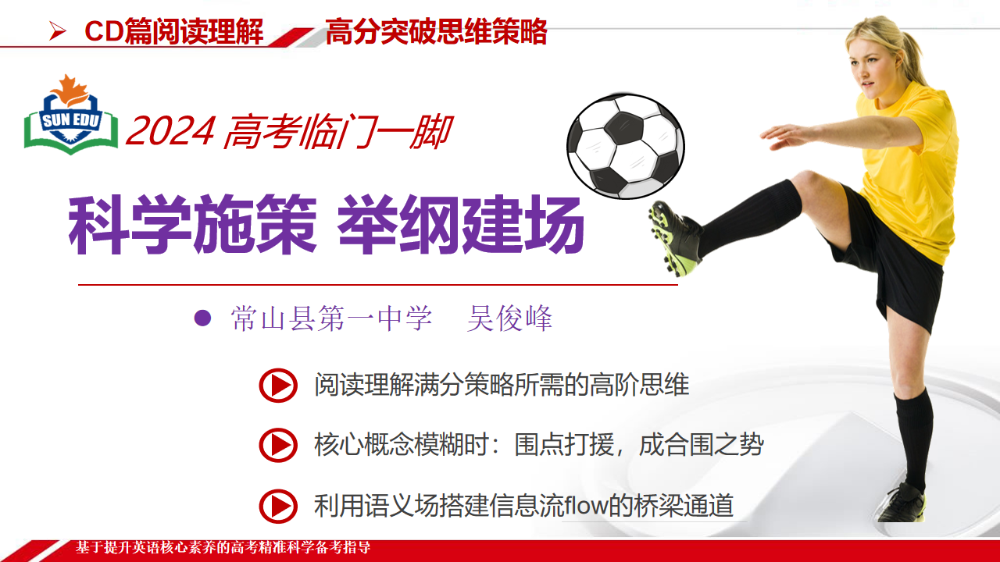 CD篇阅读理解 高分突破思维策略
SUN EDU
2024 高考临门一脚
科学施策 举纲建场
常山县第一中学 吴俊峰
阅读理解满分策略所需的高阶思维
核心概念模糊时：围点打援，成合围之势
利用语义场搭建信息流flow的桥梁通道
基于提升英语核心素养的高考精准科学备考指导